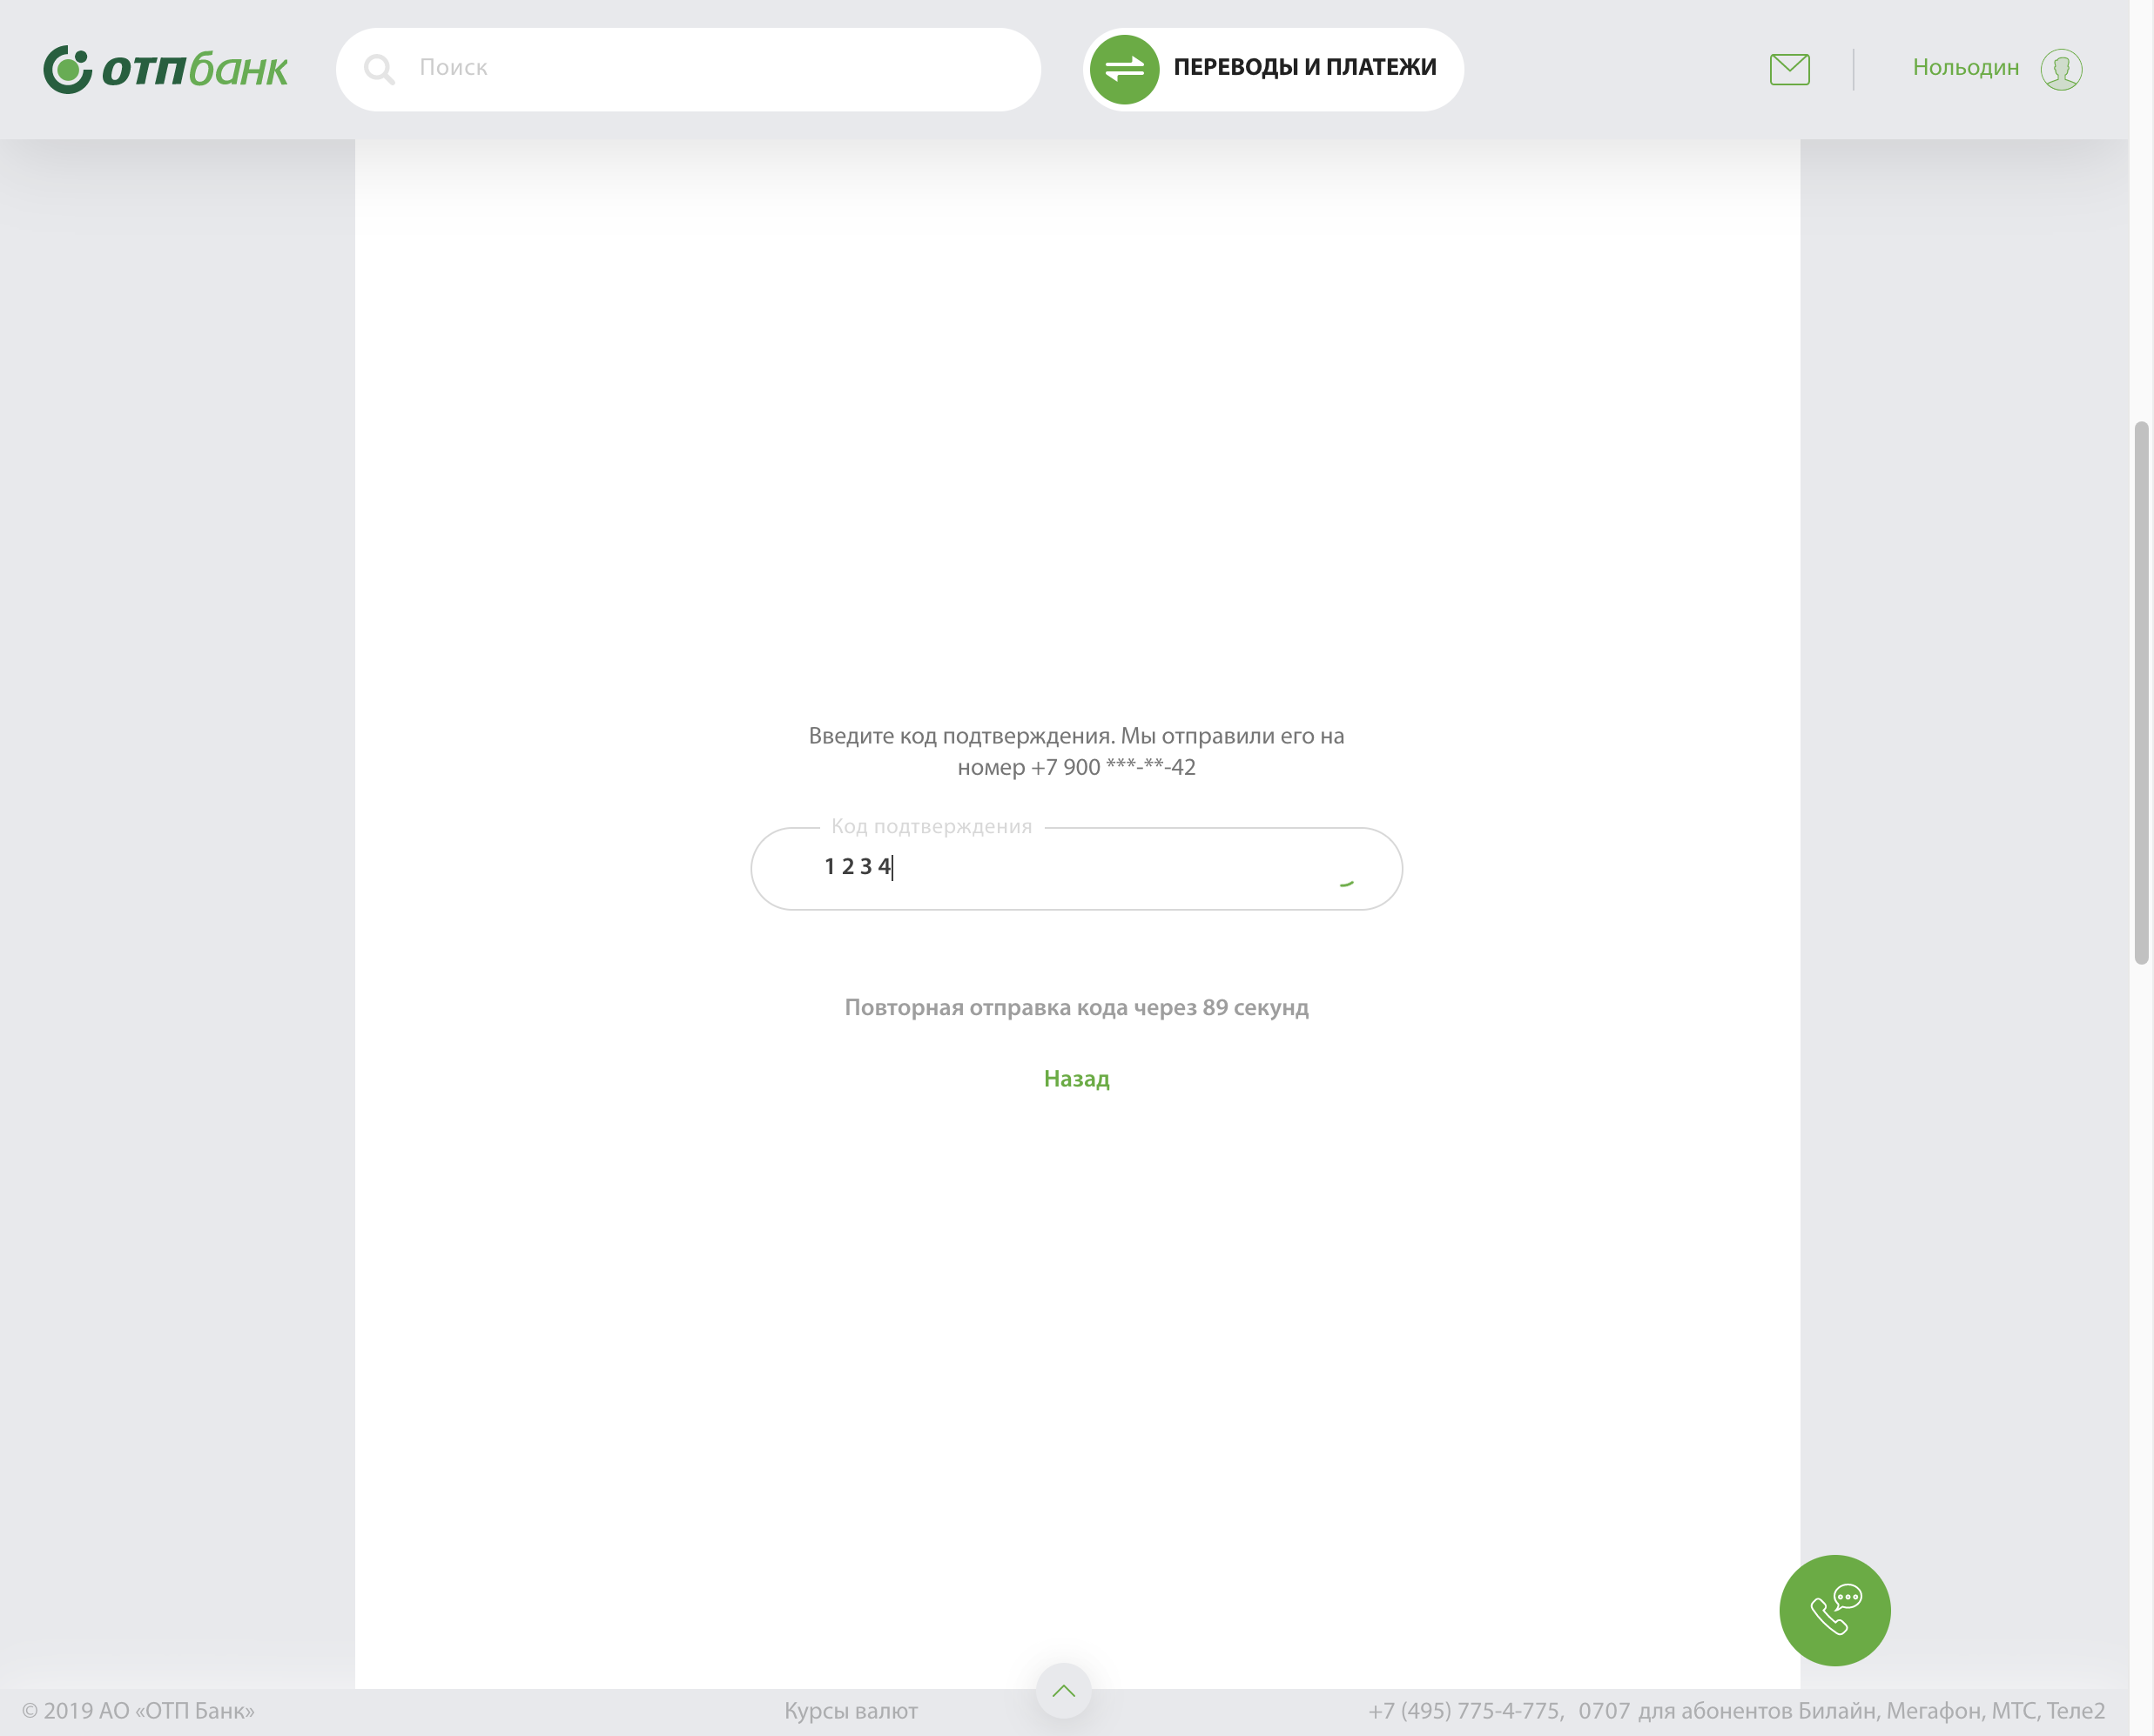 отпбанк
Поиск
ПЕРЕВОДЫ И ПЛАТЕЖИ
Нольодин
Введите код подтверждения. Мы отправили его на
номер +7 900 ***-**-42
Код подтверждения
1 2 3 4
Повторная отправка кода через 89 секунд
Назад
© 2019 АО «ОТП Банк»
Курсы валют
+7 (495) 775-4-775, 0707 для абонентов Билайн, Мегафон, МТС, Теле2